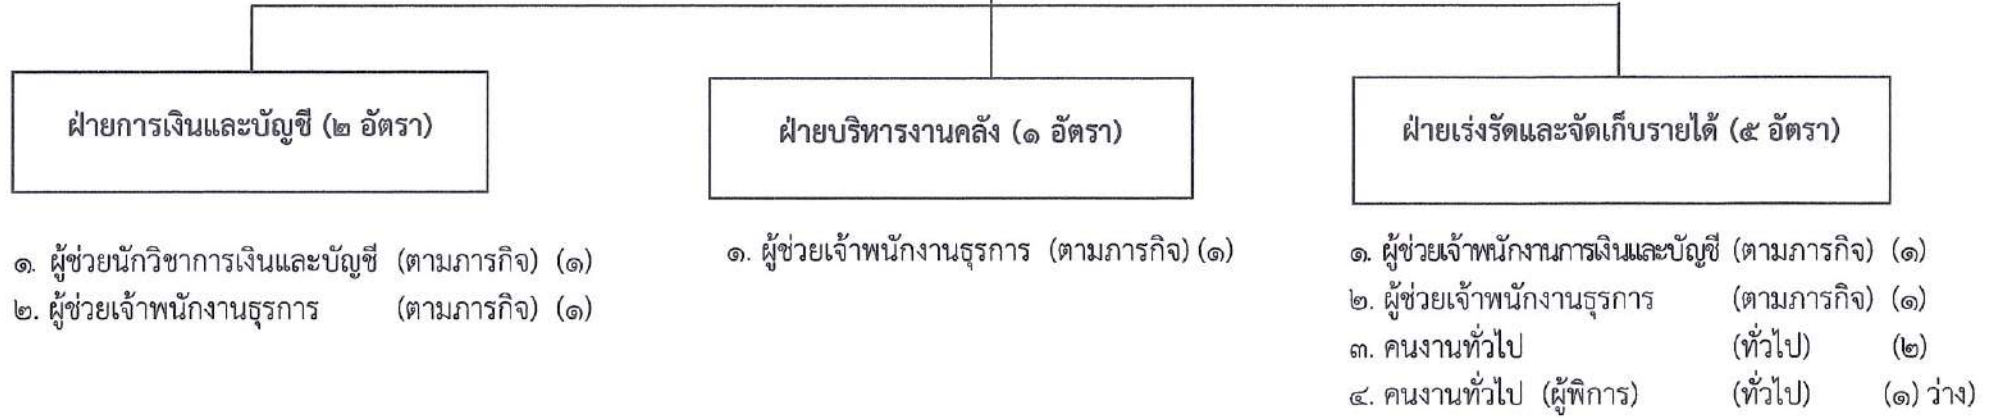 ฝ่ายการเงินและบัญชี (๒ อัตรา)
๑. ผู้ช่วยนักวิชาการเงินและบัญชี (ตามภารกิจ) (๑)
๒. ผู้ช่วยเจ้าพนักงานธุรการ (ตามภารกิจ) (๑)
ฝ่ายบริหารงานคลัง (๑ อัตรา)
๑. ผู้ช่วยเจ้าพนักงานธุรการ (ตามภารกิจ) (๑)
ฝ่ายเร่งรัดและจัดเก็บรายได้ (๕ อัตรา)
๑. ผู้ช่วยเจ้าพนักงานการเงินและบัญชี (ตามภารกิจ) (๑)
๒. ผู้ช่วยเจ้าพนักงานธุรการ (ตามภารกิจ) (๑)
๓. คนงานทั่วไป (ทั่วไป) (๒)
๔. คนงานทั่วไป (ผู้พิการ) (ทั่วไป) (๑) ว่าง)